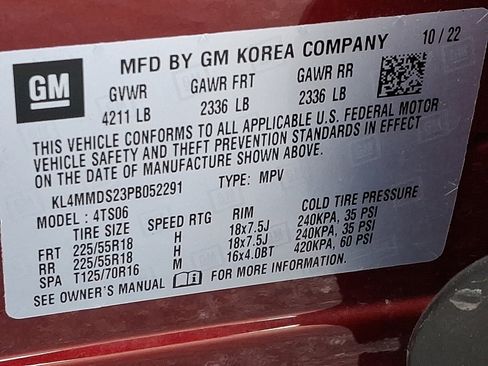 GM MFD BY GM KOREA COMPANY 10/22
GVWR GAWR FRT GAWR RR
4211 LB 2336 LB 2336 LB
THIS VEHICLE CONFORMS TO ALL APPLICABLE U.S. FEDERAL MOTOR
VEHICLE SAFETY AND THEFT PREVENTION STANDARDS IN EFFECT
ON THE DATE OF MANUFACTURE SHOWN ABOVE.
KL4MMDS23PB052291 TYPE: MPV
MODEL: 4TS06
TIRE SIZE SPEED RTG RIM COLD TIRE PRESSURE
FRT 225/55R18 H 18x7.5J 240KPA, 35 PSI
RR 225/55R18 H 18x7.5J 240KPA, 35 PSI
SPA T125/70R16 M 16x4.0BT 420KPA, 60 PSI
SEE OWNER'S MANUAL FOR MORE INFORMATION.